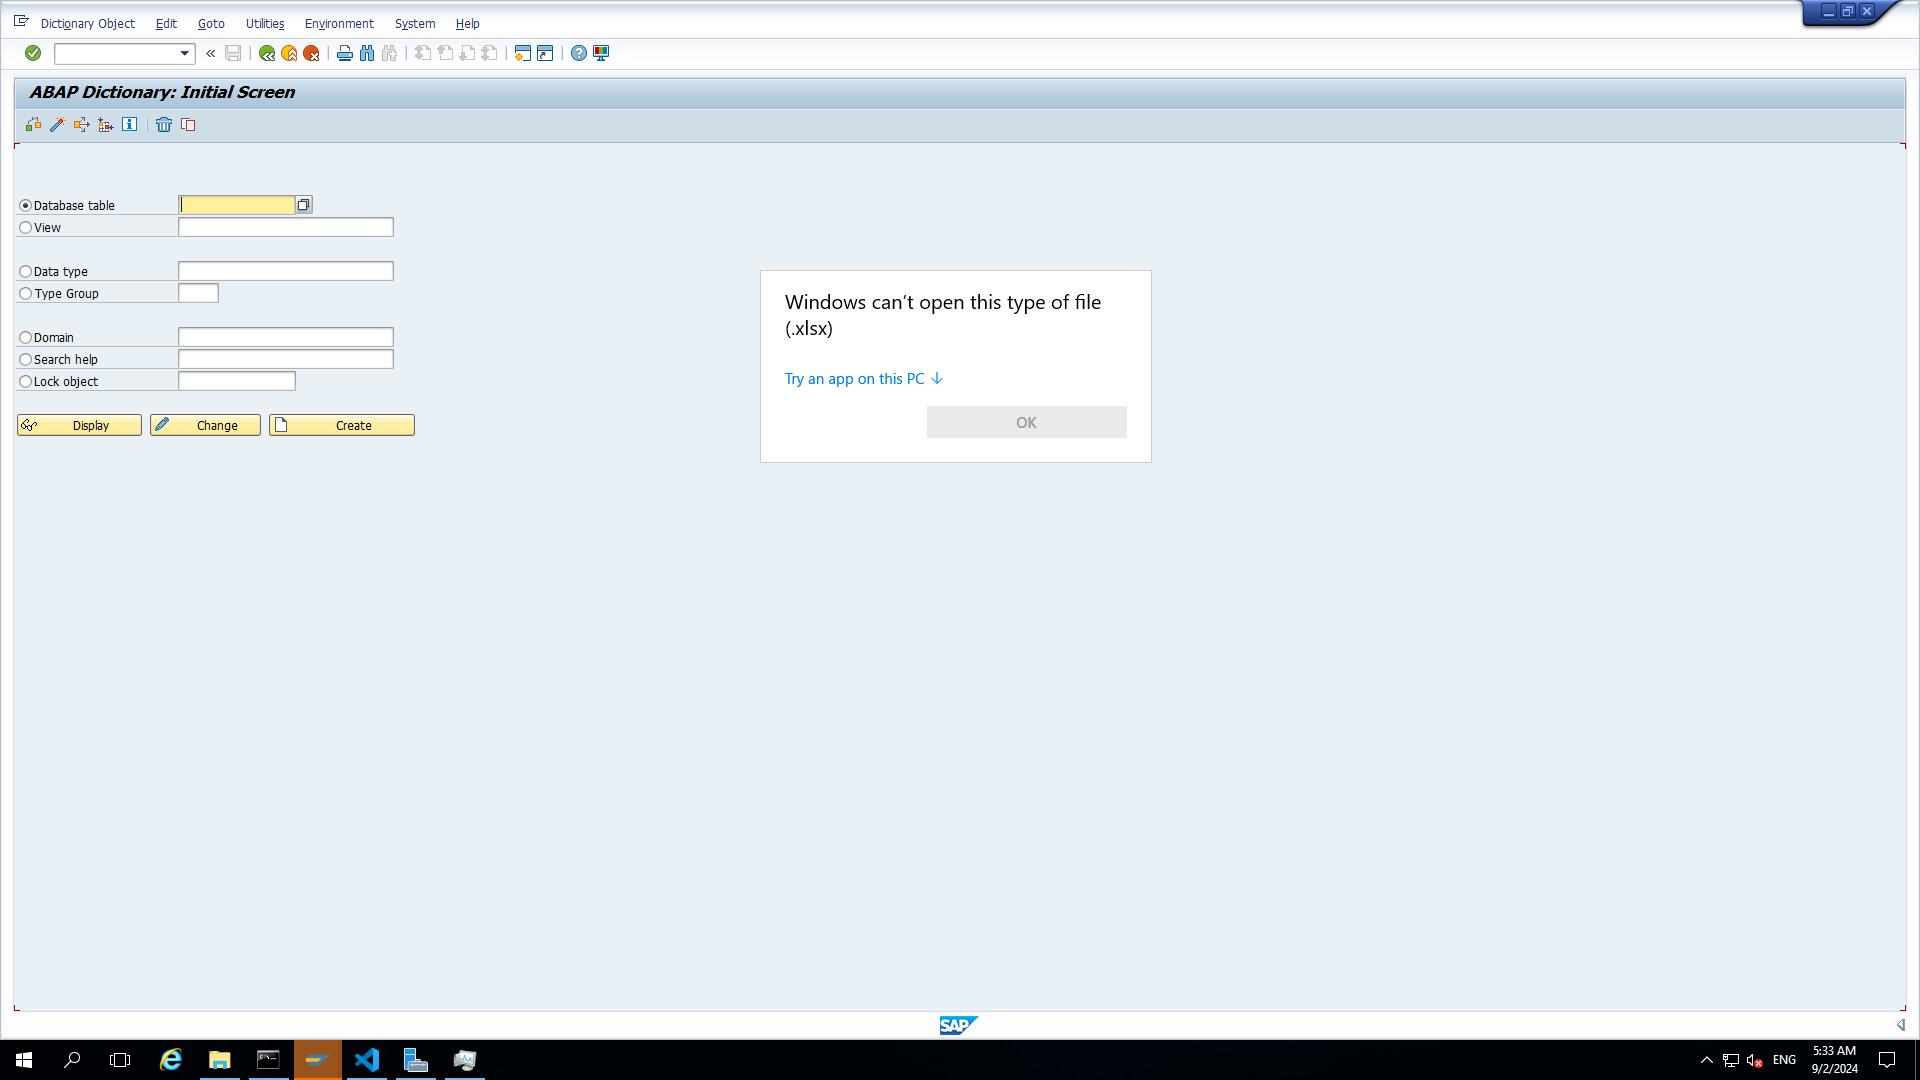 Dictionary Object Edit Goto Utilities Environment System Help
ABAP Dictionary: Initial Screen
Database table
View
Data type
Type Group
Domain
Search help
Lock object
Display Change Create
Windows can't open this type of file
(.xlsx)
Try an app on this PC
OK
SAP
ENG
5:33 AM
9/2/2024